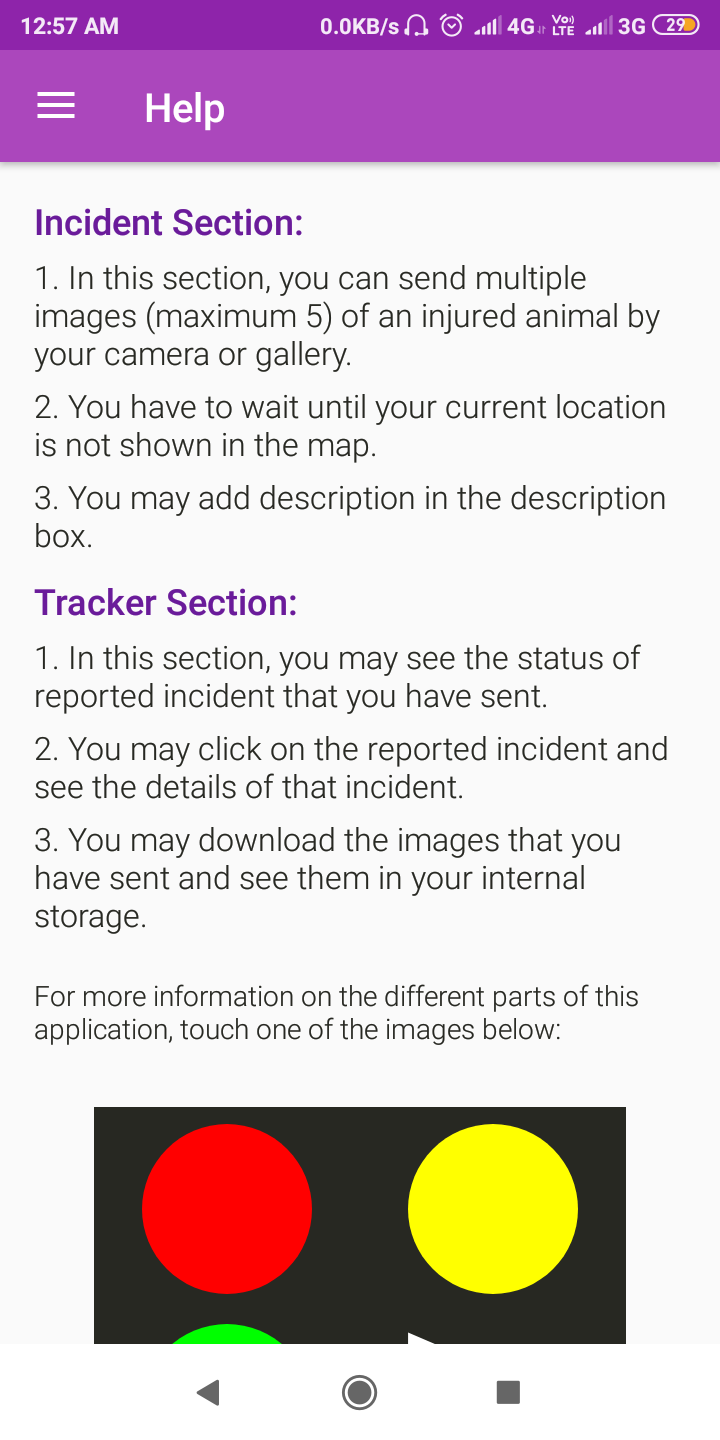 12:57 AM 0.0KB/s 4G Vo)) LTE 3G 29
Help
Incident Section:
1. In this section, you can send multiple
images (maximum 5) of an injured animal by
your camera or gallery.
2. You have to wait until your current location
is not shown in the map.
3. You may add description in the description
box.
Tracker Section:
1. In this section, you may see the status of
reported incident that you have sent.
2. You may click on the reported incident and
see the details of that incident.
3. You may download the images that you
have sent and see them in your internal
storage.
For more information on the different parts of this
application, touch one of the images below: